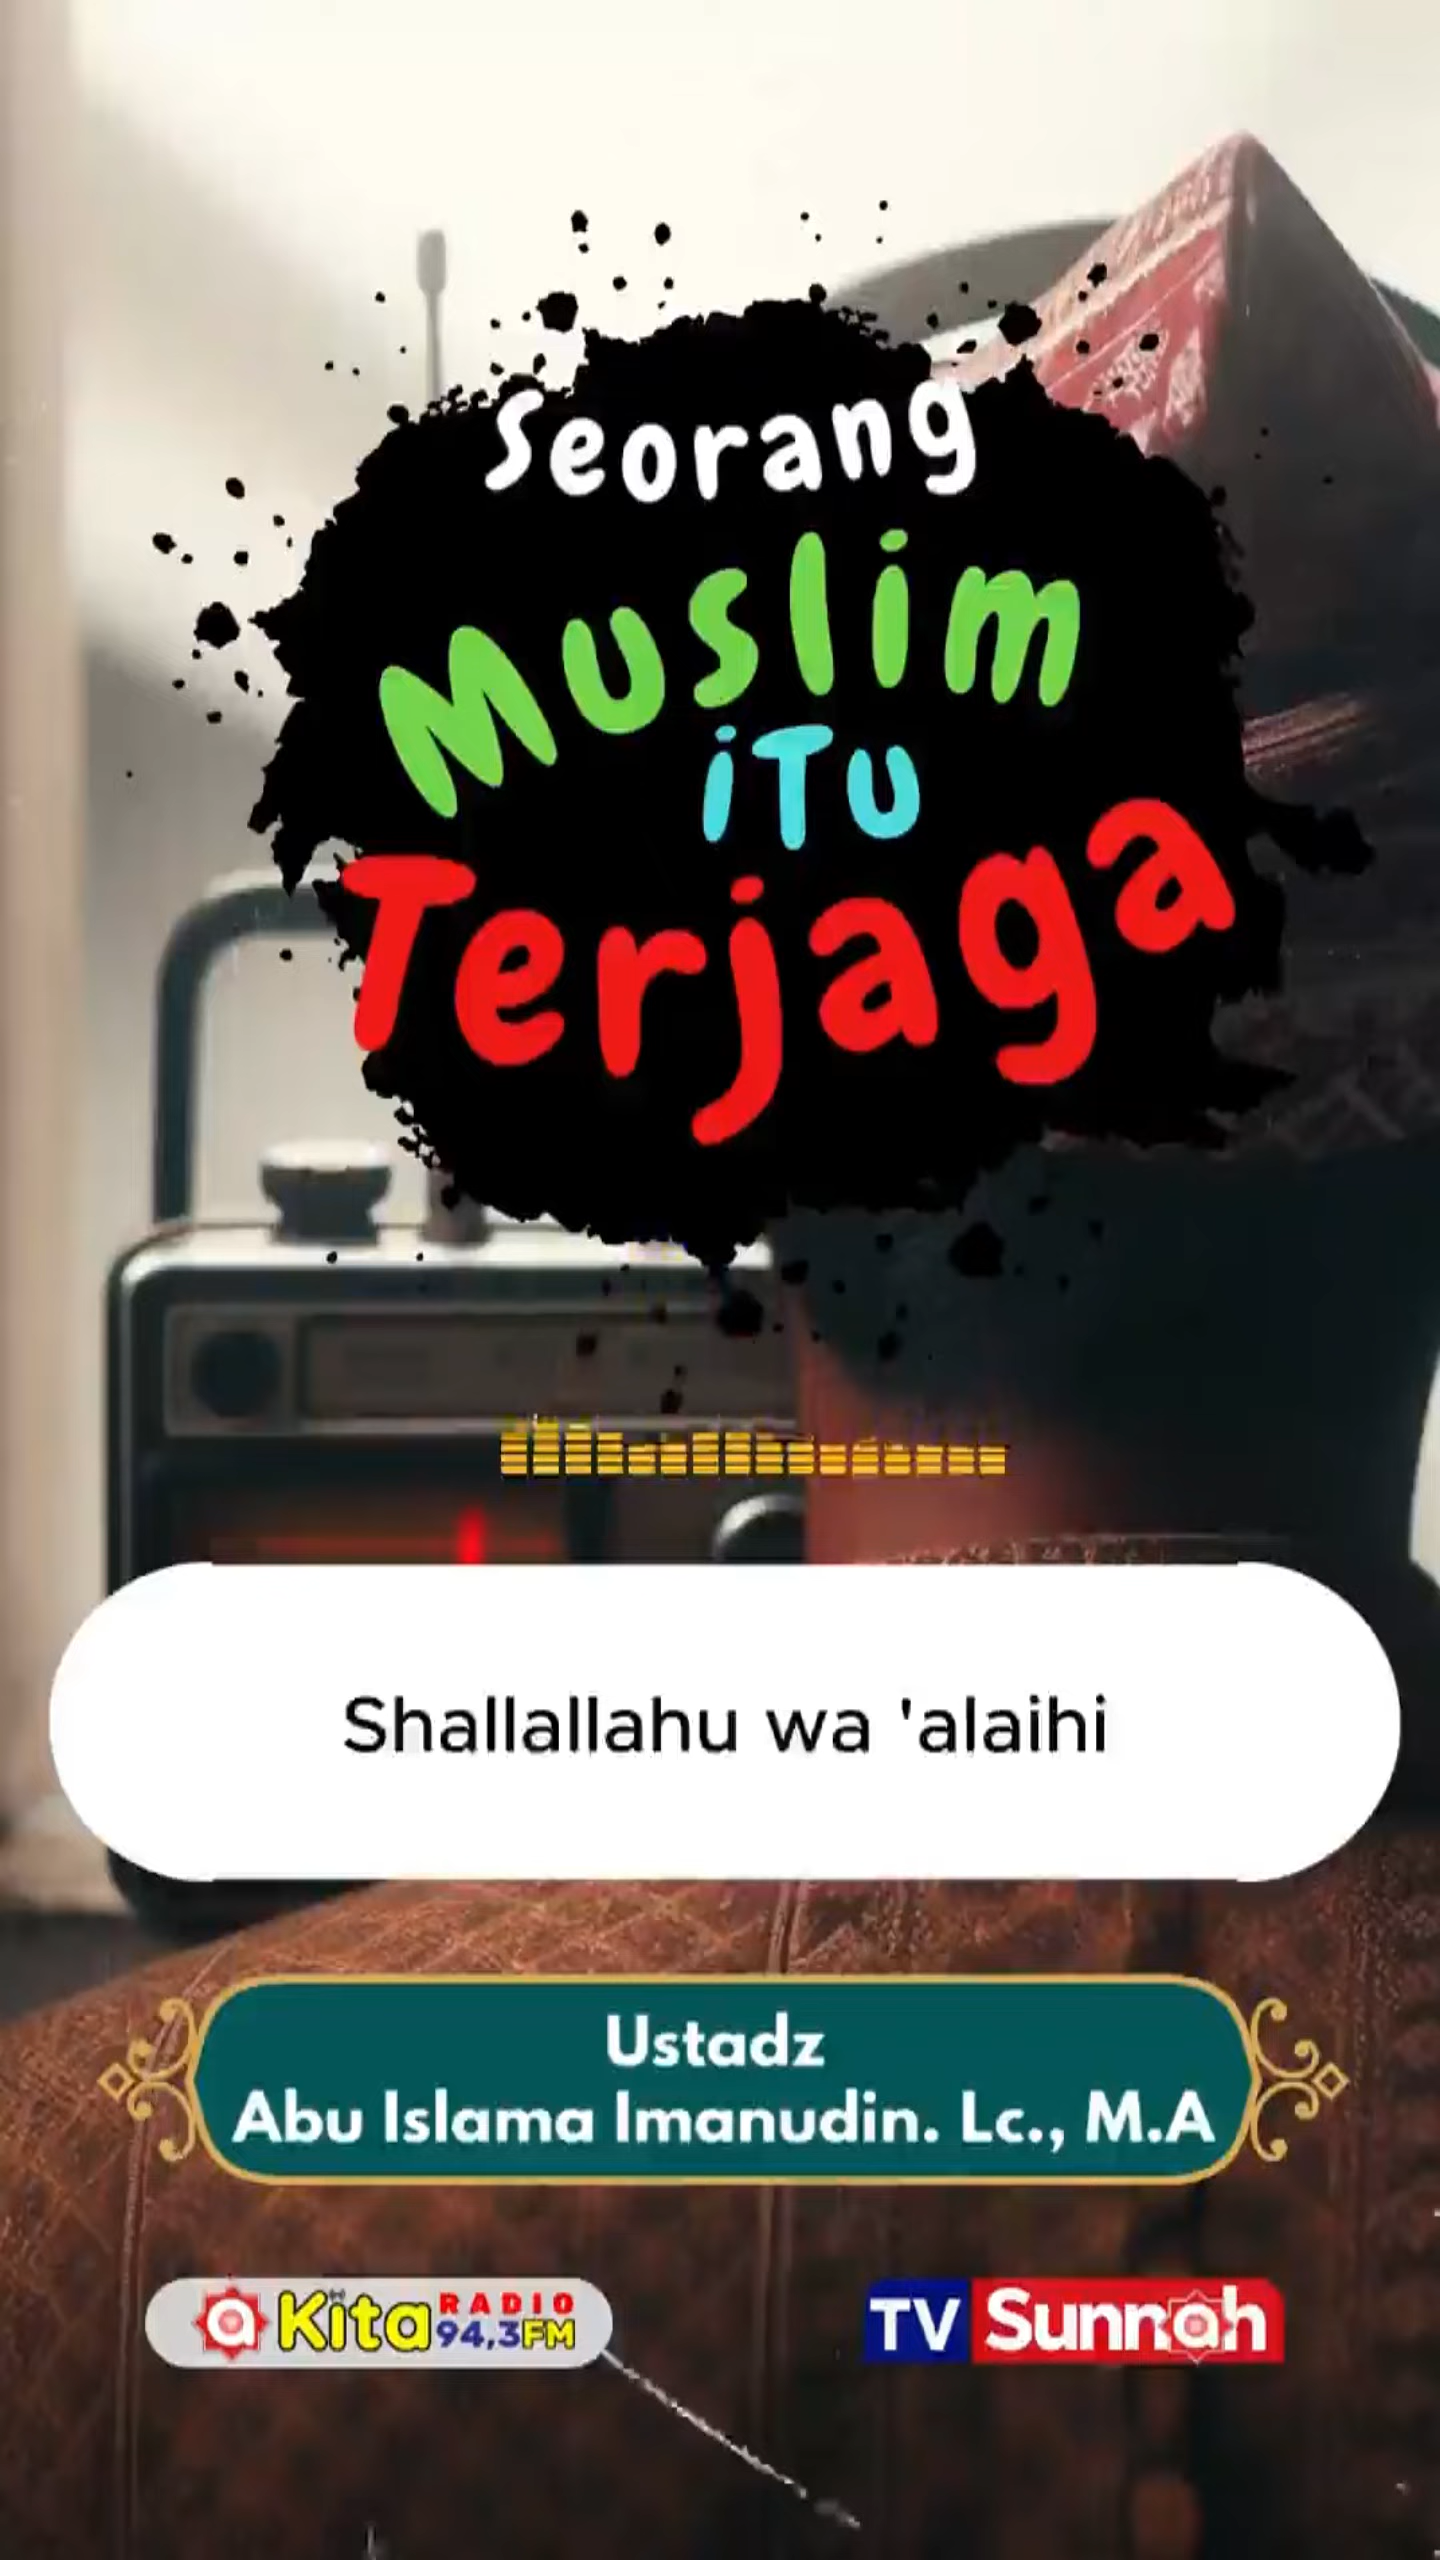 Seorang
Muslim
iTU
Terjaga
Shallallahu wa 'alaihi
Ustadz
Abu Islama Imanudin. Lc., M.A
Kita RADIO 94,3FM
TV Sunnah